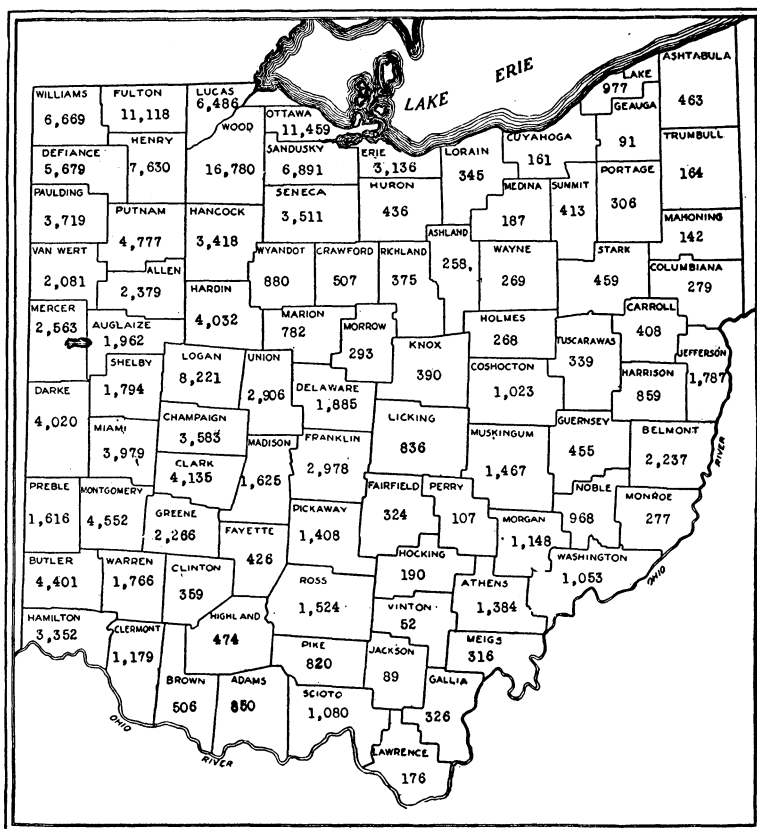 LAKE ERIE
ASHTABULA
463
LAKE
977
GEAUGA
91
WILLIAMS
6,669
FULTON
11,118
LUCAS
6,486
OTTAWA
11,459
WOOD
16,780
HENRY
7,630
DEFIANCE
5,679
SANDUSKY
6,891
ERIE
3,136
LORAIN
345
CUYAHOGA
161
TRUMBULL
164
PAULDING
3,719
PUTNAM
4,777
HANCOCK
3,418
SENECA
3,511
HURON
436
MEDINA
187
SUMMIT
413
PORTAGE
306
MAHONING
142
VAN WERT
2,081
ALLEN
2,379
HARDIN
4,032
WYANDOT
880
CRAWFORD
507
RICHLAND
375
ASHLAND
258
WAYNE
269
STARK
459
COLUMBIANA
279
MERCER
2,563
AUGLAIZE
1,962
MARION
782
MORROW
293
KNOX
390
HOLMES
268
TUSCARAWAS
339
CARROLL
408
JEFFERSON
1,787
HARRISON
859
SHELBY
1,794
LOGAN
8,221
UNION
2,906
DELAWARE
1,885
COSHOCTON
1,023
DARKE
4,020
MIAMI
3,979
CHAMPAIGN
3,583
CLARK
4,135
MADISON
1,625
FRANKLIN
2,978
LICKING
836
MUSKINGUM
1,467
GUERNSEY
455
BELMONT
2,237
RIVER
PREBLE
1,616
MONTGOMERY
4,552
GREENE
2,266
FAYETTE
426
PICKAWAY
1,408
FAIRFIELD
324
PERRY
107
MORGAN
1,148
NOBLE
968
MONROE
277
BUTLER
4,401
WARREN
1,766
CLINTON
359
ROSS
1,524
HOCKING
190
ATHENS
1,384
WASHINGTON
1,053
OHIO
HAMILTON
3,352
CLERMONT
1,179
HIGHLAND
474
PIKE
820
VINTON
52
JACKSON
89
MEIGS
316
BROWN
506
ADAMS
850
SCIOTO
1,080
GALLIA
326
LAWRENCE
176
OHIO
RIVER